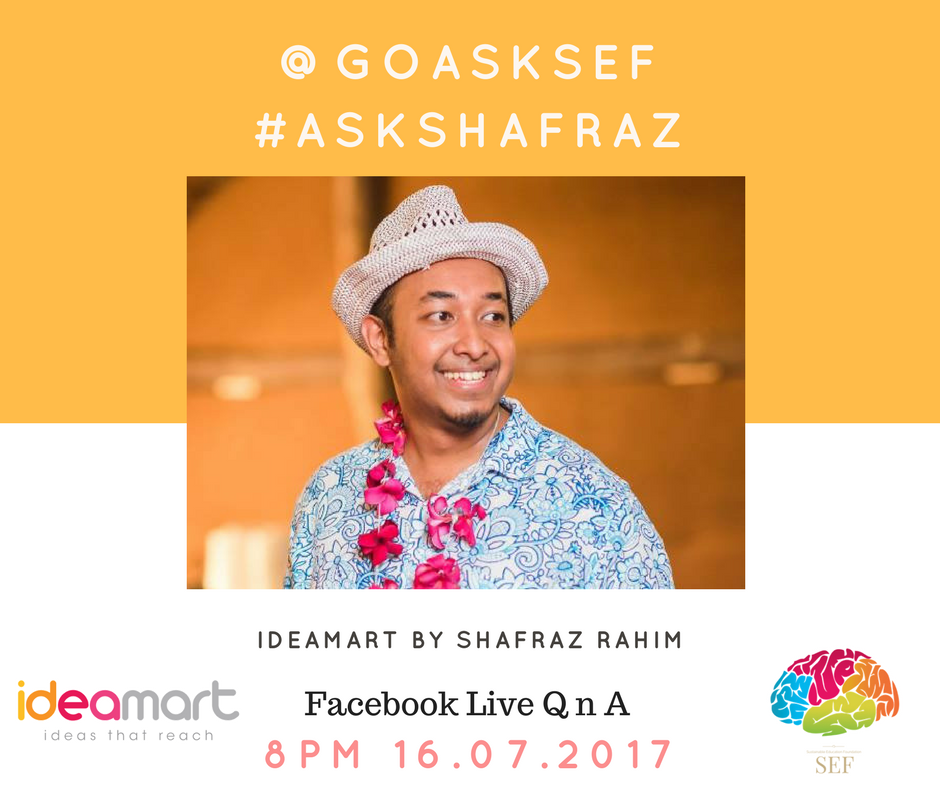 @GOASKSEF
#ASKSHAFRAZ
IDEAMART BY SHAFRAZ RAHIM
ideamart
ideas that reach
Facebook Live Q n A
8PM 16.07.2017
SEF